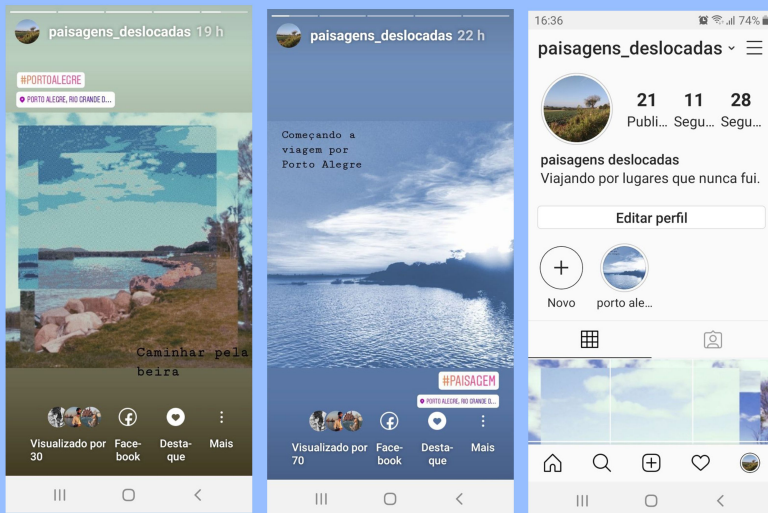 paisagens_deslocadas 19 h
#PORTOALEGRE
PORTO ALEGRE, RIO GRANDE D...
Caminhar pela
beira
Visualizado por
30
Face-
book
Desta-
que
Mais
paisagens_deslocadas 22 h
Começando a
viagem por
Porto Alegre
#PAISAGEM
PORTO ALEGRE, RIO GRANDE D...
Visualizado por
70
Face-
book
Desta-
que
Mais
16:36
74%
paisagens_deslocadas
21 11 28
Publi... Segu... Segu...
paisagens deslocadas
Viajando por lugares que nunca fui.
Editar perfil
Novo
porto ale...